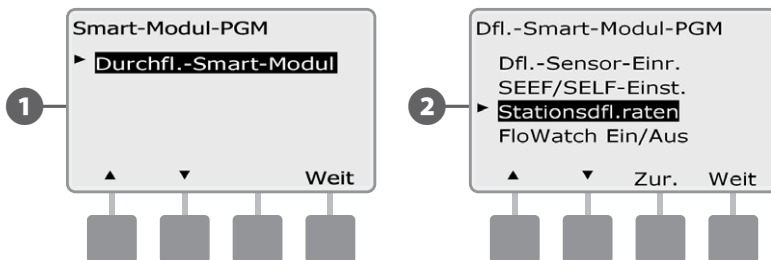 Smart-Modul-PGM
► Durchfl.-Smart-Modul
1
▲ ▼ Weit
Dfl.-Smart-Modul-PGM
Dfl.-Sensor-Einr.
SEEF/SELF-Einst.
2
► Stationsdfl.raten
FloWatch Ein/Aus
▲ ▼ Zur. Weit